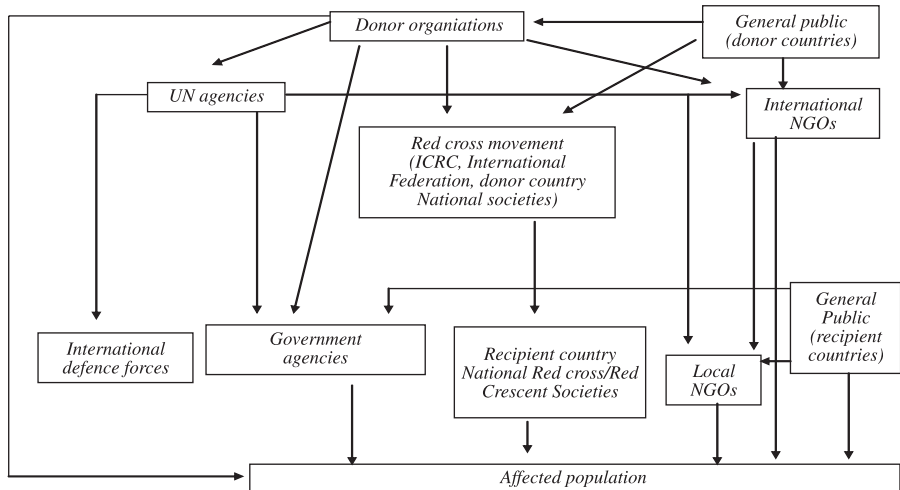 Donor organiations
General public
(donor countries)
UN agencies
International
NGOs
Red cross movement
(ICRC, International
Federation, donor country
National societies)
General
Public
(recipient
countries)
International
defence forces
Government
agencies
Recipient country
National Red cross/Red
Crescent Societies
Local
NGOs
Affected population